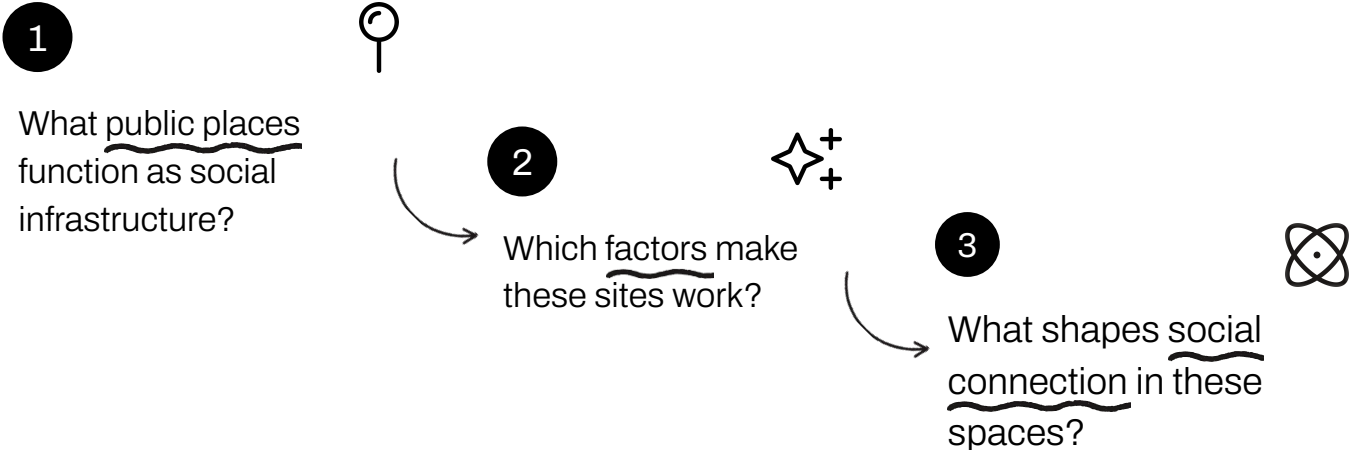 1
What public places
function as social
infrastructure?
2
Which factors make
these sites work?
3
What shapes social
connection in these
spaces?